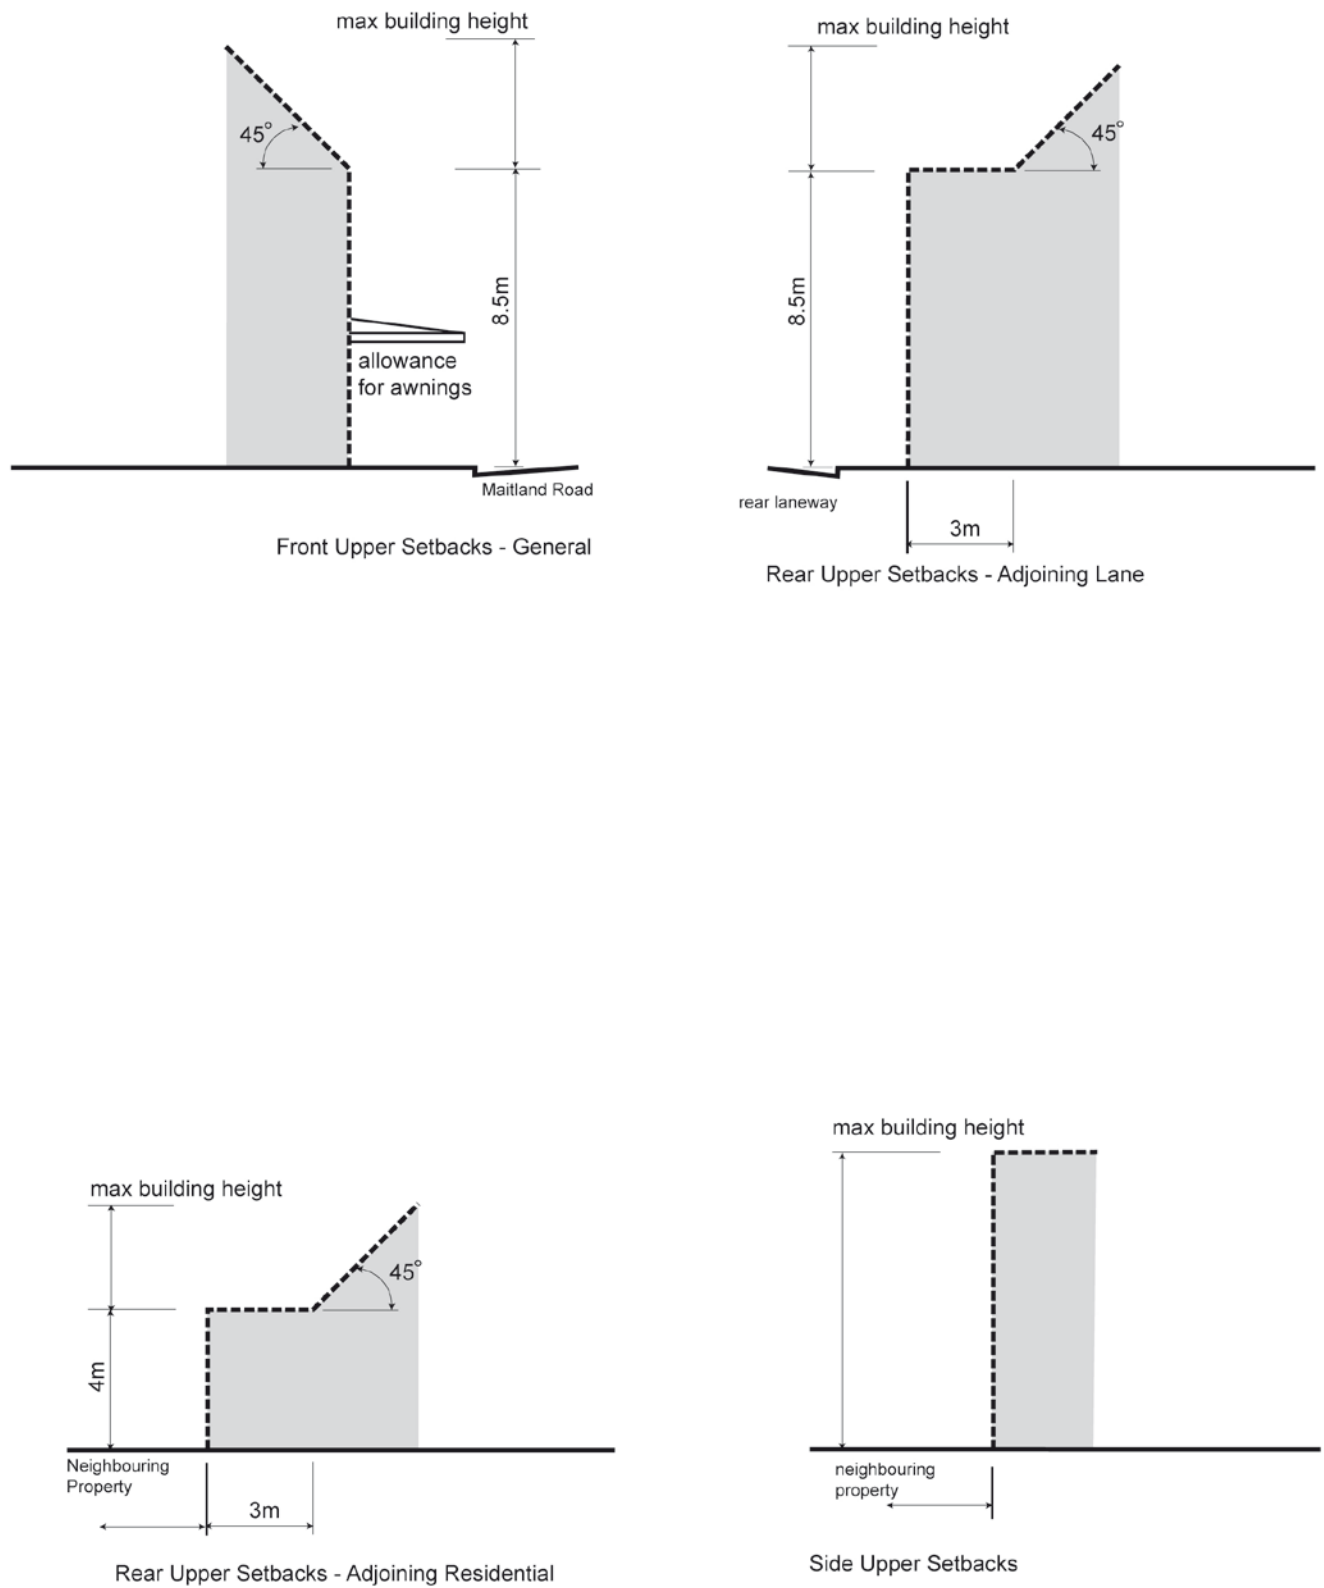 max building height
45°
8.5m
allowance
for awnings
Maitland Road
Front Upper Setbacks - General
max building height
45°
8.5m
rear laneway
3m
Rear Upper Setbacks - Adjoining Lane
max building height
45°
4m
Neighbouring
Property
3m
Rear Upper Setbacks - Adjoining Residential
max building height
neighbouring
property
Side Upper Setbacks